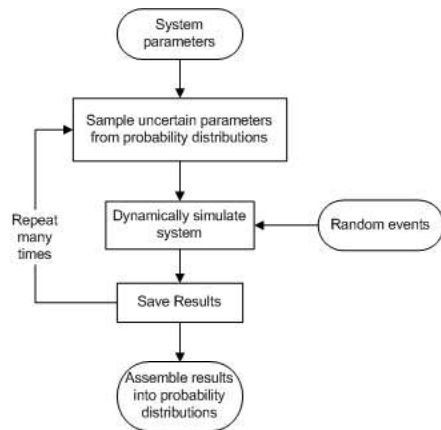 System
parameters
Sample uncertain parameters
from probability distributions
Dynamically simulate
system
Random events
Repeat
many
times
Save Results
Assemble results
into probability
distributions